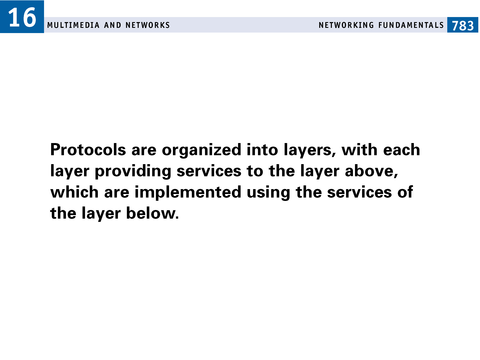 16
MULTIMEDIA AND NETWORKS
NETWORKING FUNDAMENTALS 783
Protocols are organized into layers, with each
layer providing services to the layer above,
which are implemented using the services of
the layer below.